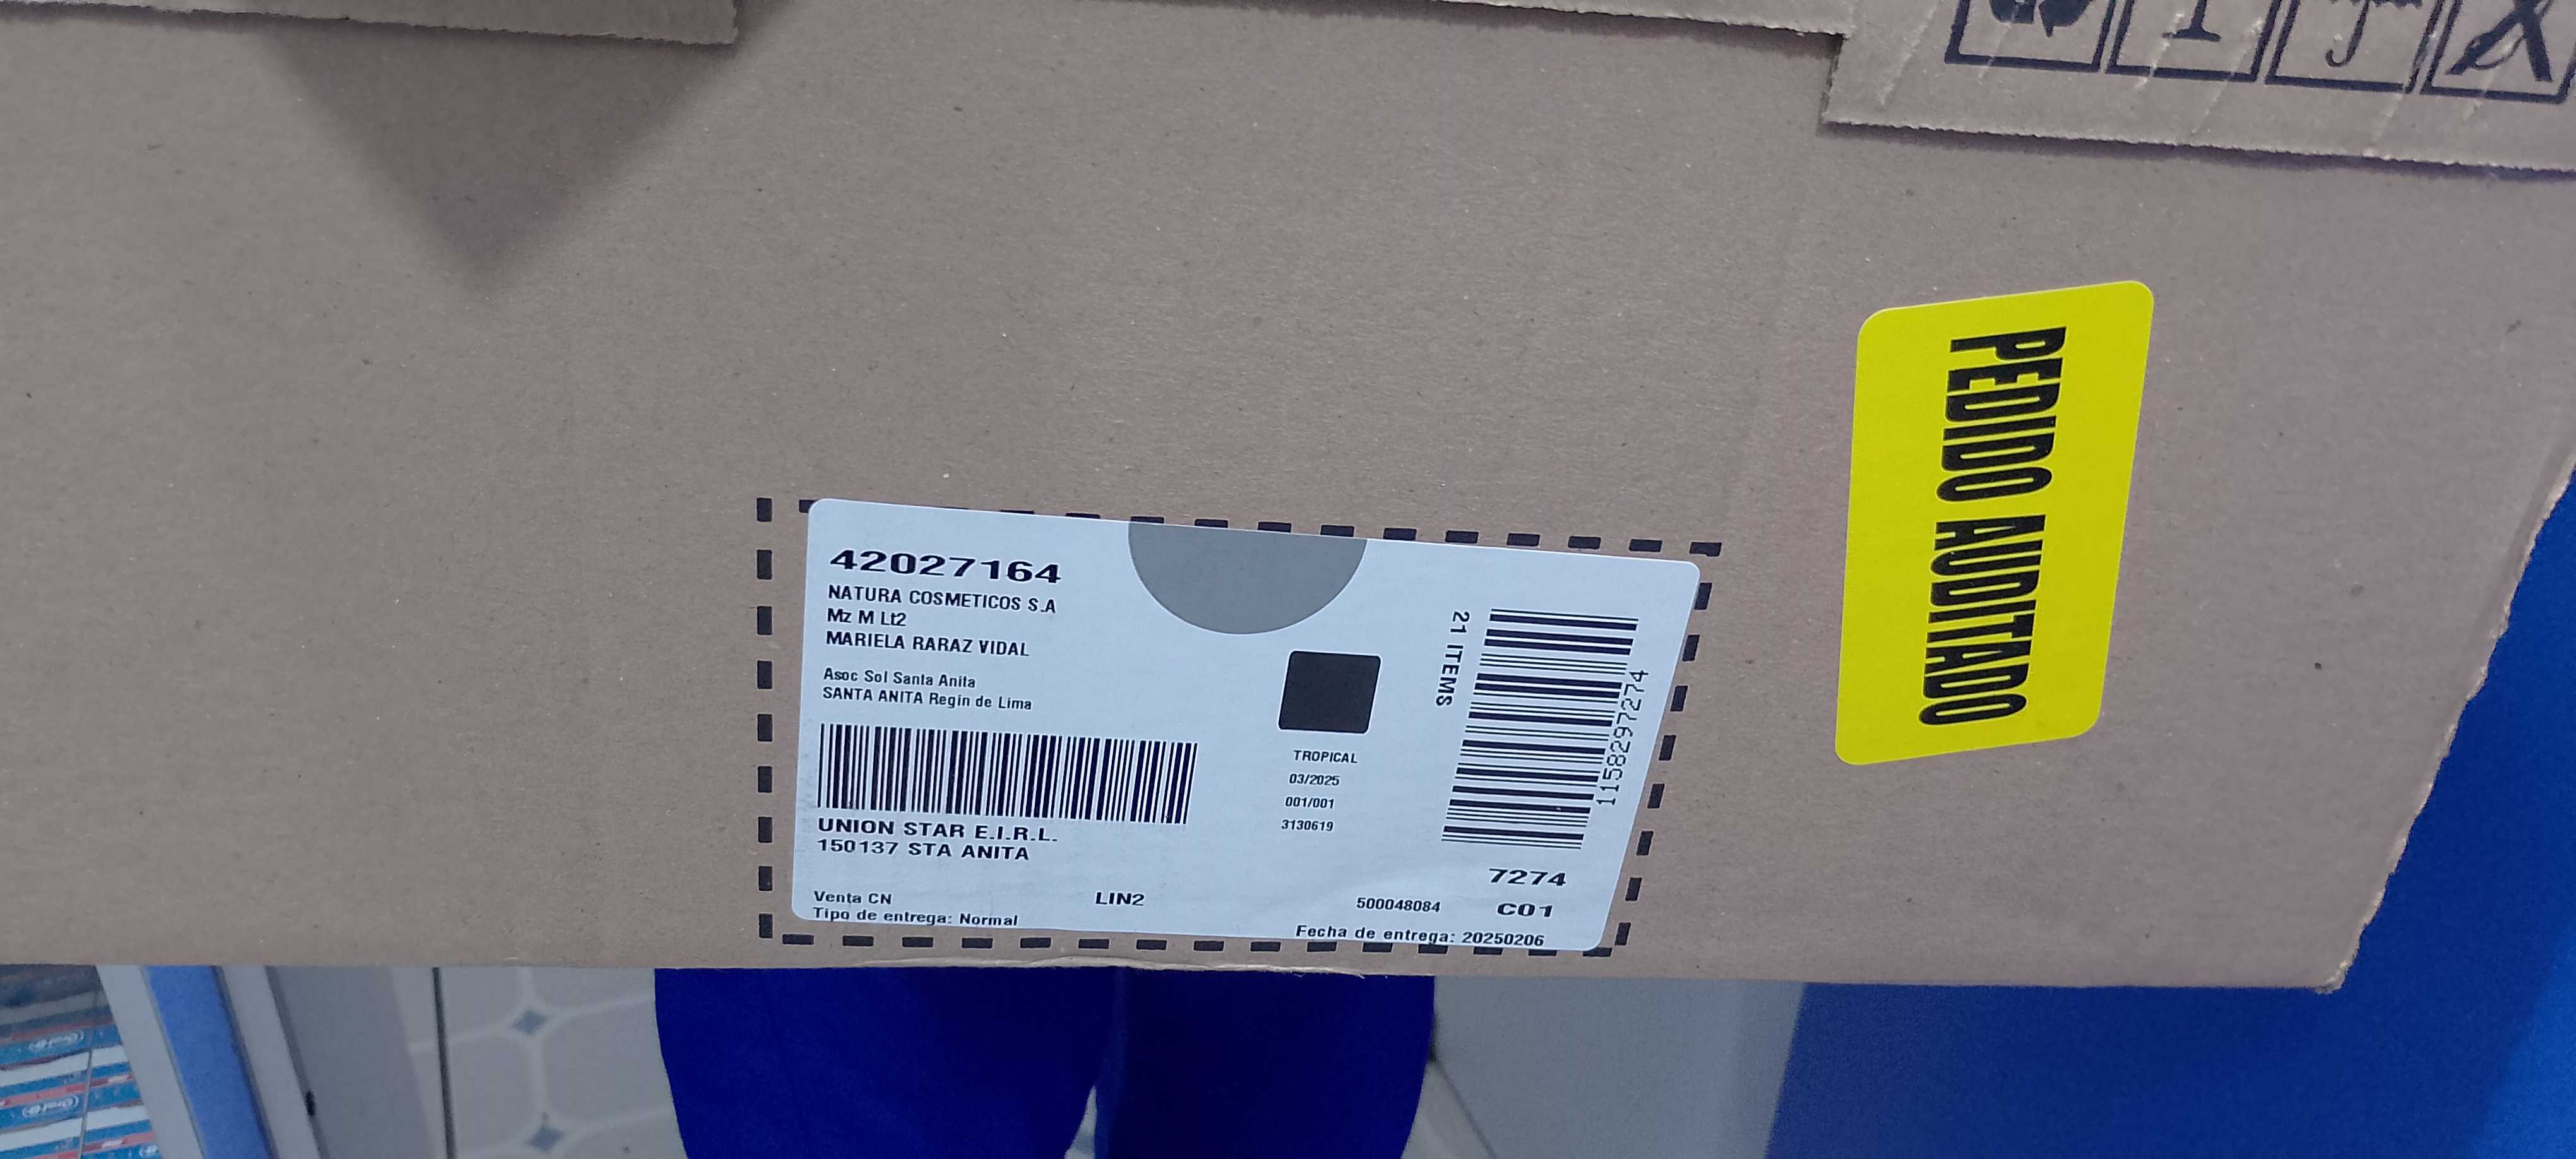 42027164
NATURA COSMETICOS S.A
Mz M Lt2
MARIELA RARAZ VIDAL
Asoc Sol Santa Anita
SANTA ANITA Regin de Lima
UNION STAR E.I.R.L.
150137 STA ANITA
Venta CN
LIN2
Tipo de entrega: Normal
TROPICAL
03/2025
001/001
3130619
21 ITEMS
1158297274
7274
500048084
C01
Fecha de entrega: 20250206
PEDIDO AUDITADO